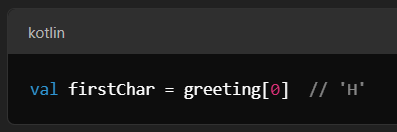 kotlin
val firstChar = greeting[0]  // 'H'